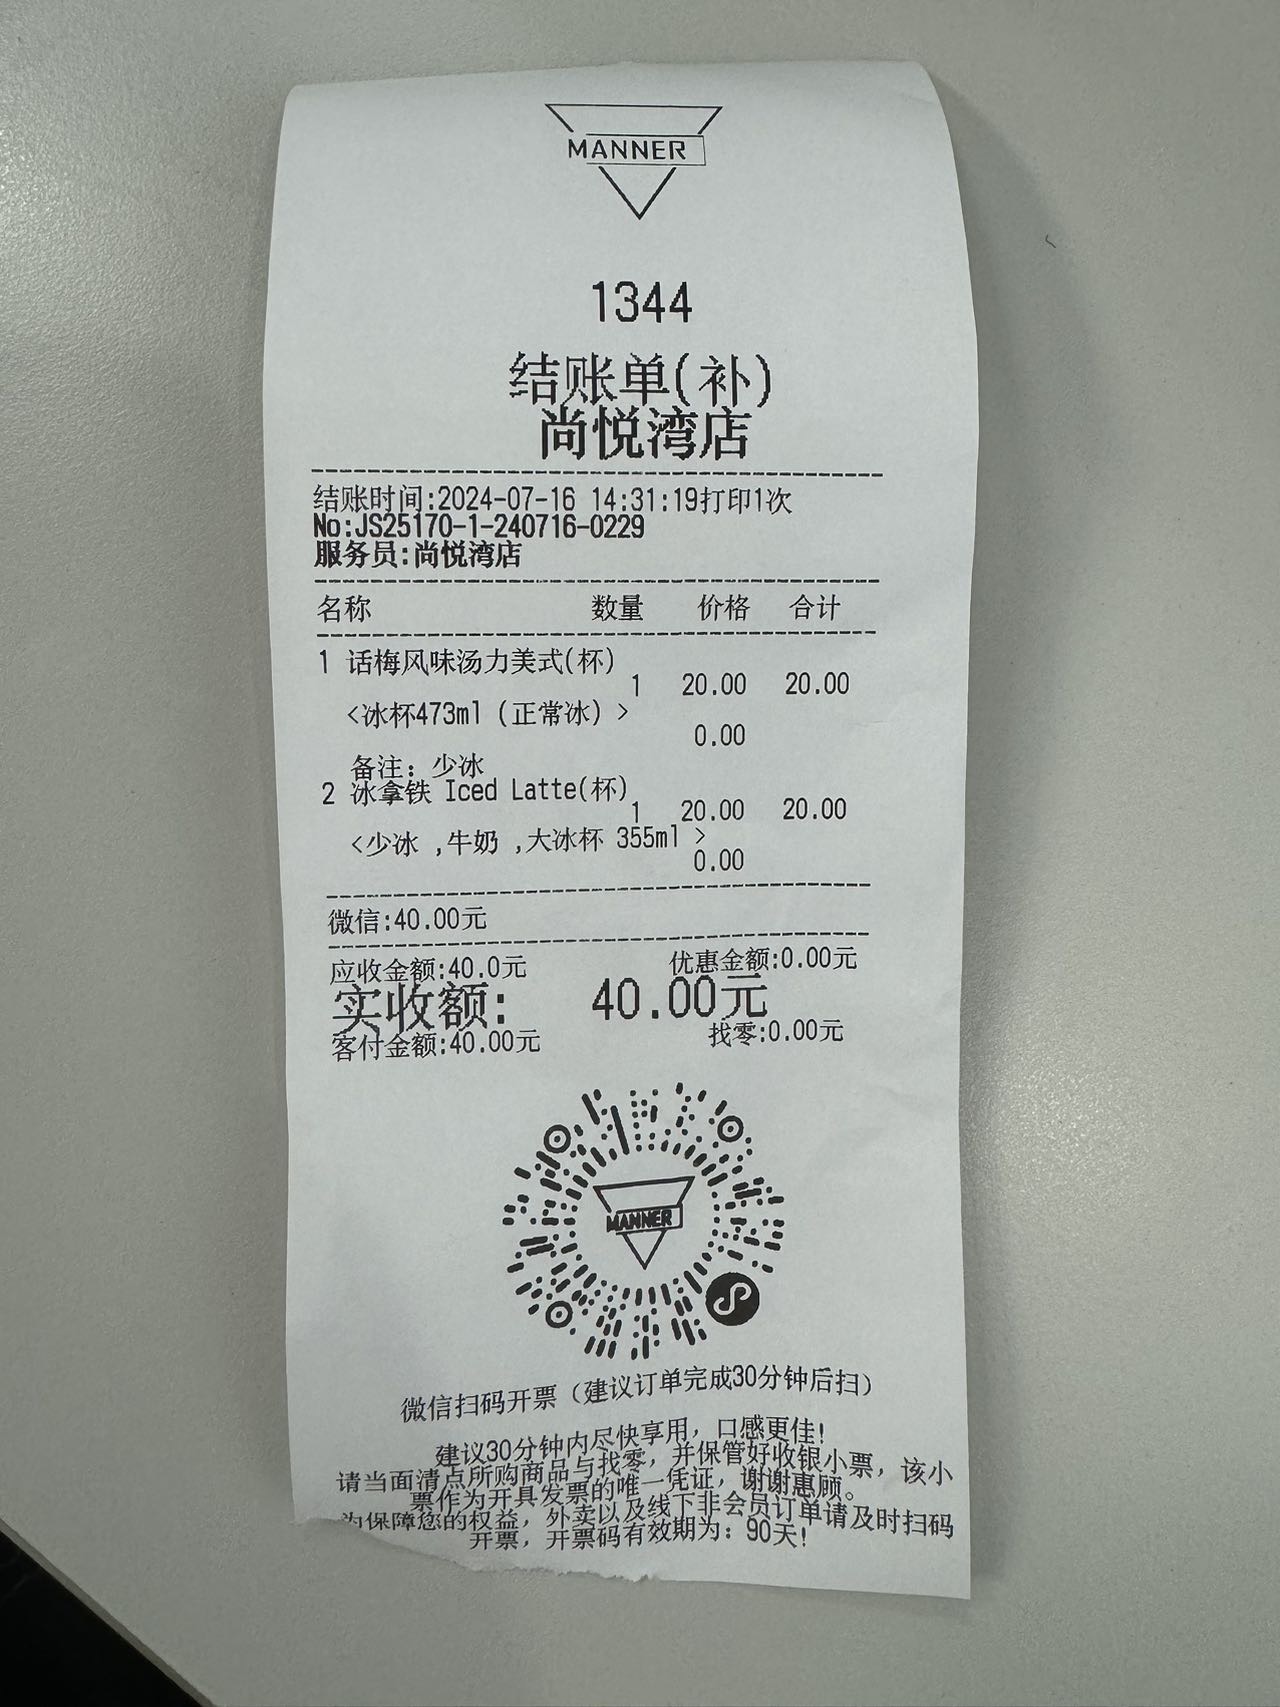 MANNER
1344
结账单(补)
尚悦湾店
结账时间:2024-07-16 14:31:19打印1次
No:JS25170-1-240716-0229
服务员:尚悦湾店
名称 数量 价格 合计
1 话梅风味汤力美式(杯)
1 20.00 20.00
<冰杯473ml (正常冰) >
0.00
备注: 少冰
2 冰拿铁 Iced Latte(杯)
1 20.00 20.00
<少冰 ,牛奶 ,大冰杯 355ml >
0.00
微信:40.00元
应收金额:40.0元 优惠金额:0.00元
实收额: 40.00元
客付金额:40.00元 找零:0.00元
MANNER
微信扫码开票 (建议订单完成30分钟后扫)
建议30分钟内尽快享用, 口感更佳!
请当面清点所购商品与找零, 并保管好收银小票, 该小
票作为开具发票的唯一凭证, 谢谢惠顾。
为保障您的权益, 外卖以及线下非会员订单请及时扫码
开票, 开票码有效期为: 90天!